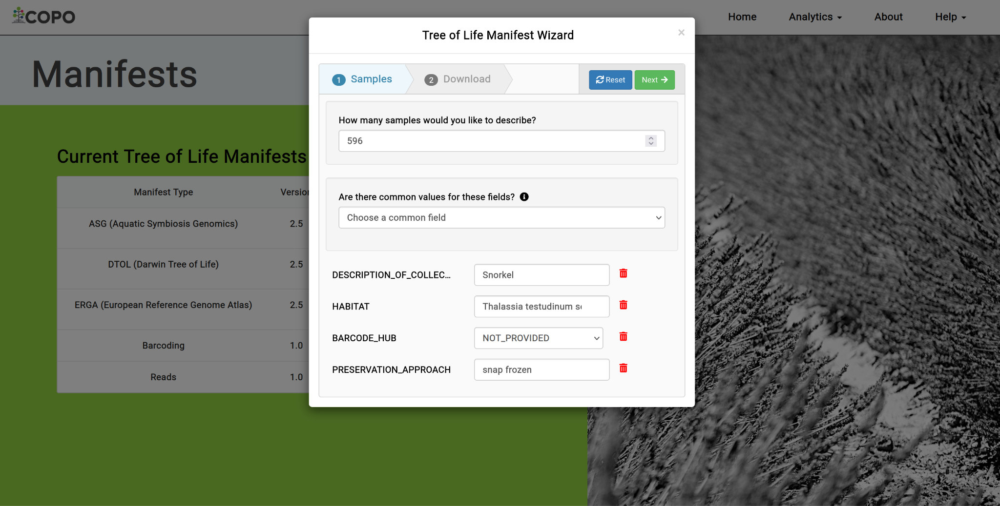 COPO
Home
Analytics
About
Help
Manifests
Current Tree of Life Manifests
Manifest Type
ASG (Aquatic Symbiosis Genomics)
2.5
DTOL (Darwin Tree of Life)
2.5
ERGA (European Reference Genome Atlas)
2.5
Barcoding
1.0
Reads
1.0
Tree of Life Manifest Wizard
×
1 Samples
2 Download
Reset
Next
How many samples would you like to describe?
596
Are there common values for these fields?
Choose a common field
DESCRIPTION_OF_COLLEC...
Snorkel
HABITAT
Thalassia testudinum
BARCODE_HUB
NOT_PROVIDED
PRESERVATION_APPROACH
snap frozen